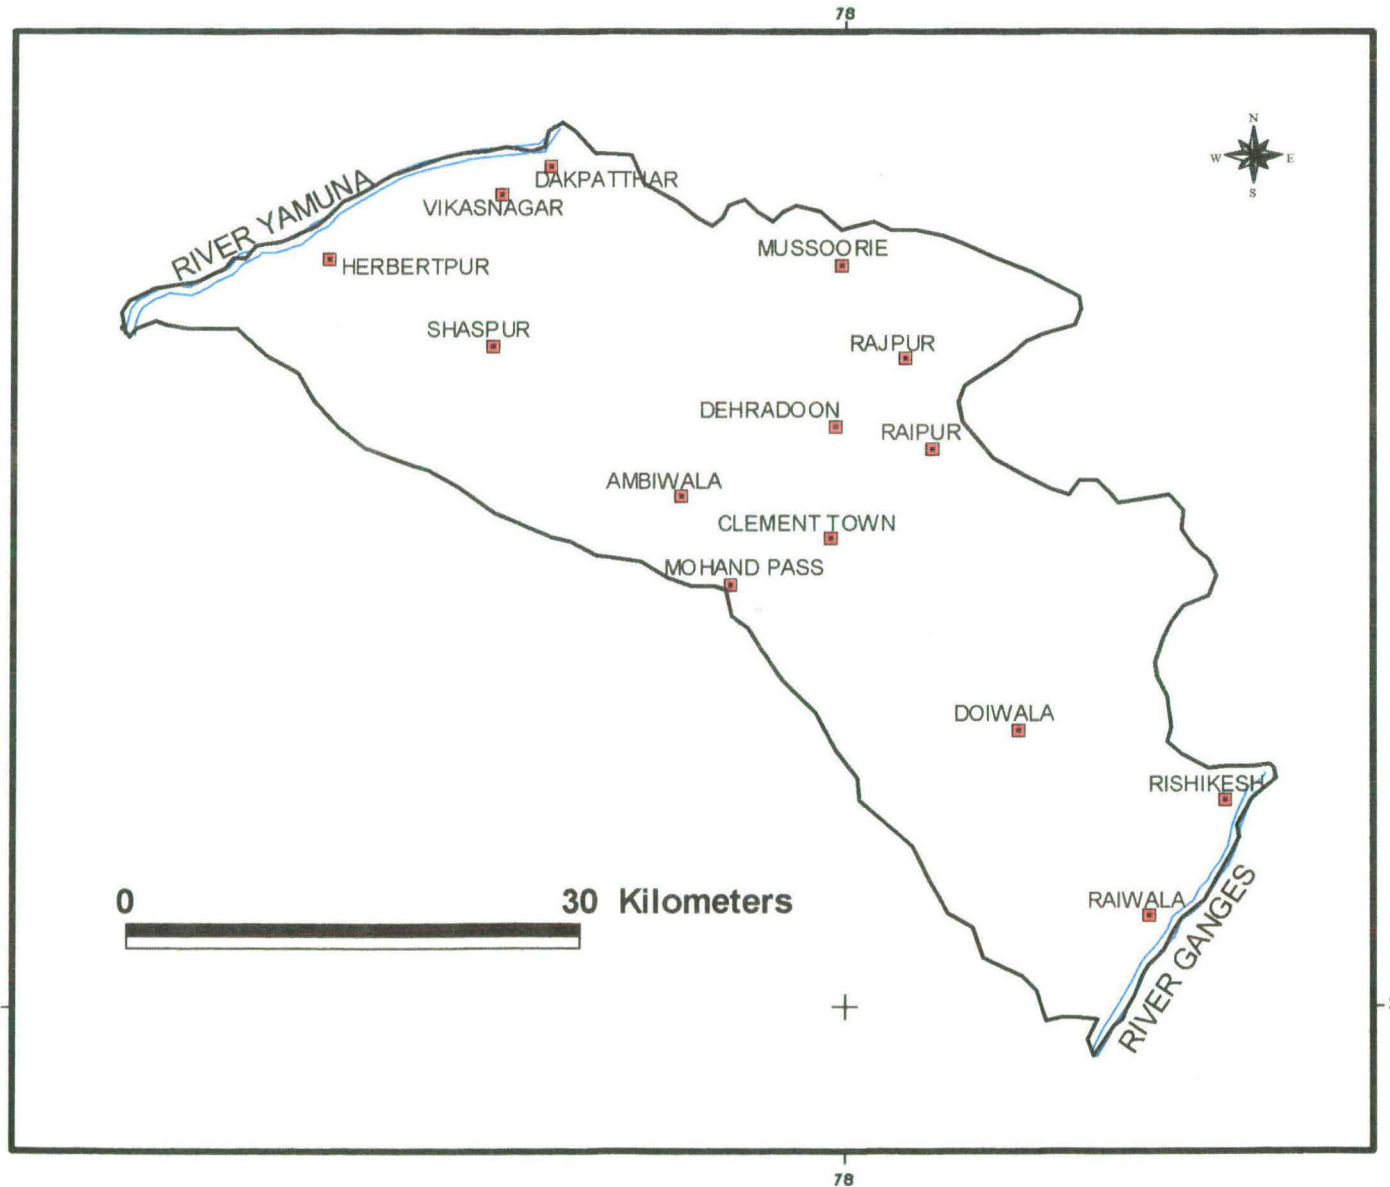 78
N
W E
S
DAKPATTHAR
VIKASNAGAR
RIVER YAMUNA
MUSSOORIE
HERBERTPUR
SHASPUR
RAJPUR
DEHRADOON
RAIPUR
AMBIWALA
CLEMENT TOWN
MOHAND PASS
DOIWALA
RISHIKESH
0 30 Kilometers
RAIWALA
RIVER GANGES
78